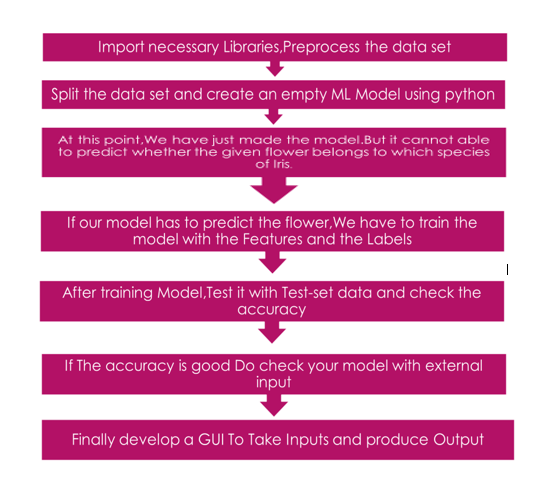 Import necessary Libraries,Preprocess the data set
Split the data set and create an empty ML Model using python
At this point,We have just made the model.But it cannot able
to predict whether the given flower belongs to which species
of Iris.
If our model has to predict the flower,We have to train the
model with the Features and the Labels
After training Model,Test it with Test-set data and check the
accuracy
If The accuracy is good Do check your model with external
input
Finally develop a GUI To Take Inputs and produce Output